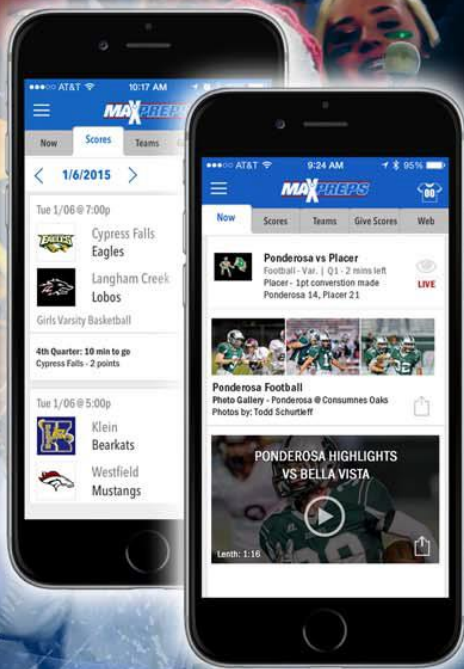 AT&T
10:17 AM
MAXPREPS
Now
Scores
Teams
1/6/2015
Tue 1/06 @ 7:00p
EAGLES
Cypress Falls
Eagles
Langham Creek
Lobos
Girls Varsity Basketball
4th Quarter: 10 min to go
Cypress Falls - 2 points
Tue 1/06 @ 5:00p
Klein
Bearkats
Westfield
Mustangs
AT&T
9:24 AM
95%
MAXPREPS
00
Now
Scores
Teams
Give Scores
Web
Ponderosa vs Placer
Football - Var. | Q1 - 2 mins left
Placer - 1pt converstion made
Ponderosa 14, Placer 21
LIVE
Ponderosa Football
Photo Gallery - Ponderosa @ Consumnes Oaks
Photos by: Todd Schurtleff
PONDEROSA HIGHLIGHTS
VS BELLA VISTA
Lenth: 1:16